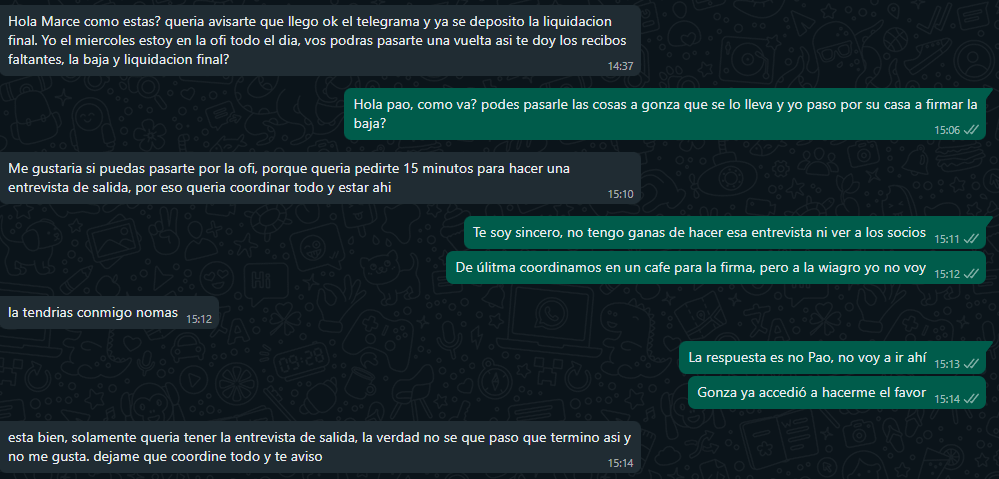 Hola Marce como estas? queria avisarte que llego ok el telegrama y ya se deposito la liquidacion
final. Yo el miercoles estoy en la ofi todo el dia, vos podras pasarte una vuelta asi te doy los recibos
faltantes, la baja y liquidacion final?
14:37
Hola pao, como va? podes pasarle las cosas a gonza que se lo lleva y yo paso por su casa a firmar la
baja?
15:06
Me gustaria si puedas pasarte por la ofi, porque queria pedirte 15 minutos para hacer una
entrevista de salida, por eso queria coordinar todo y estar ahi
15:10
Te soy sincero, no tengo ganas de hacer esa entrevista ni ver a los socios 15:11
De úlitma coordinamos en un cafe para la firma, pero a la wiagro yo no voy 15:12
la tendrias conmigo nomas 15:12
La respuesta es no Pao, no voy a ir ahí 15:13
Gonza ya accedió a hacerme el favor 15:14
esta bien, solamente queria tener la entrevista de salida, la verdad no se que paso que termino asi y
no me gusta. dejame que coordine todo y te aviso
15:14